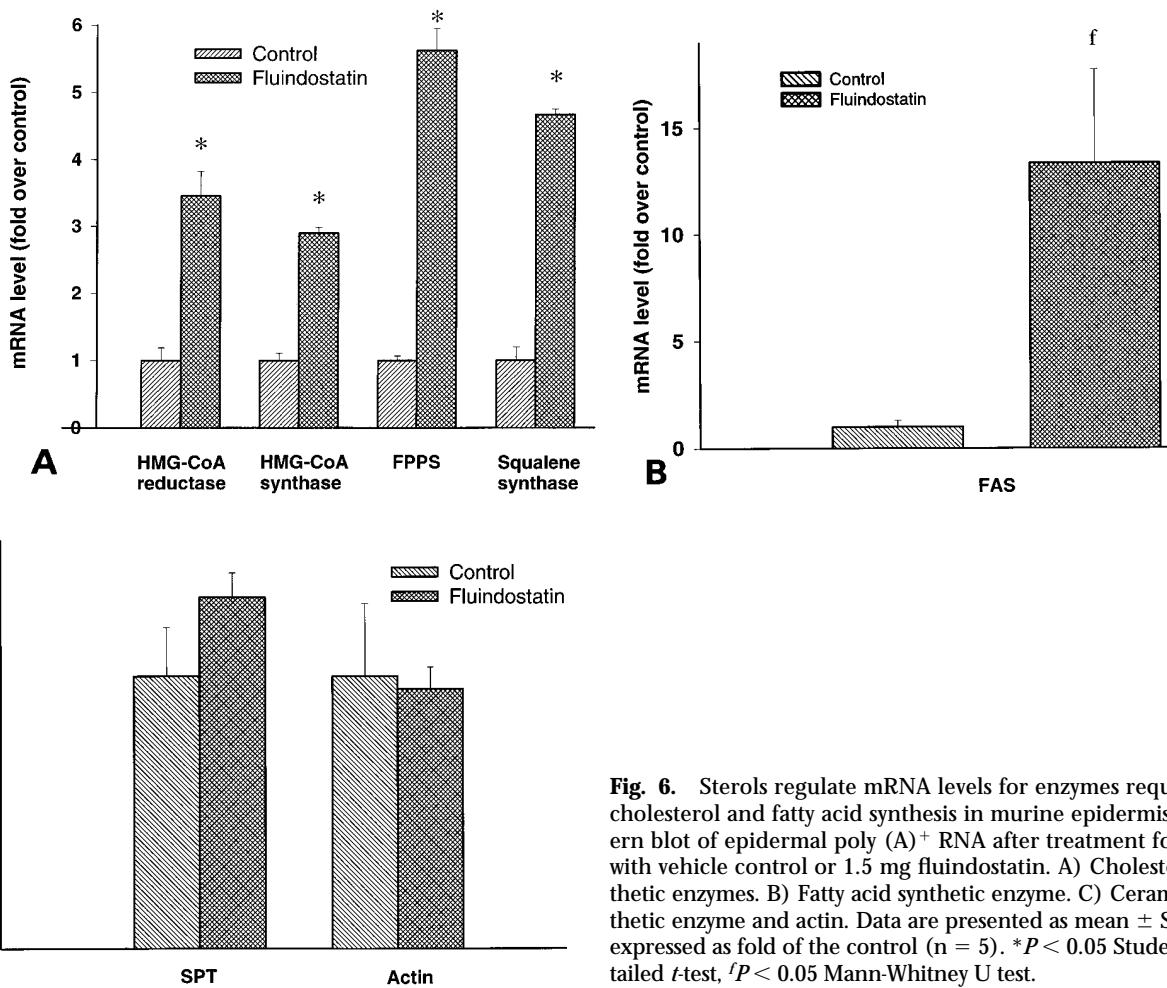 mRNA level (fold over control)
6
5
4
3
2
1
0
Control
Fluindostatin
*
*
*
*
A
HMG-CoA
reductase
HMG-CoA
synthase
FPPS
Squalene
synthase
mRNA level (fold over control)
15
10
5
0
Control
Fluindostatin
f
B
FAS
Control
Fluindostatin
SPT
Actin
Fig. 6. Sterols regulate mRNA levels for enzymes requ
cholesterol and fatty acid synthesis in murine epidermis
ern blot of epidermal poly (A)+ RNA after treatment fo
with vehicle control or 1.5 mg fluindostatin. A) Choleste
thetic enzymes. B) Fatty acid synthetic enzyme. C) Ceran
thetic enzyme and actin. Data are presented as mean ± S
expressed as fold of the control (n = 5). *P < 0.05 Stude
tailed t-test, fP < 0.05 Mann-Whitney U test.